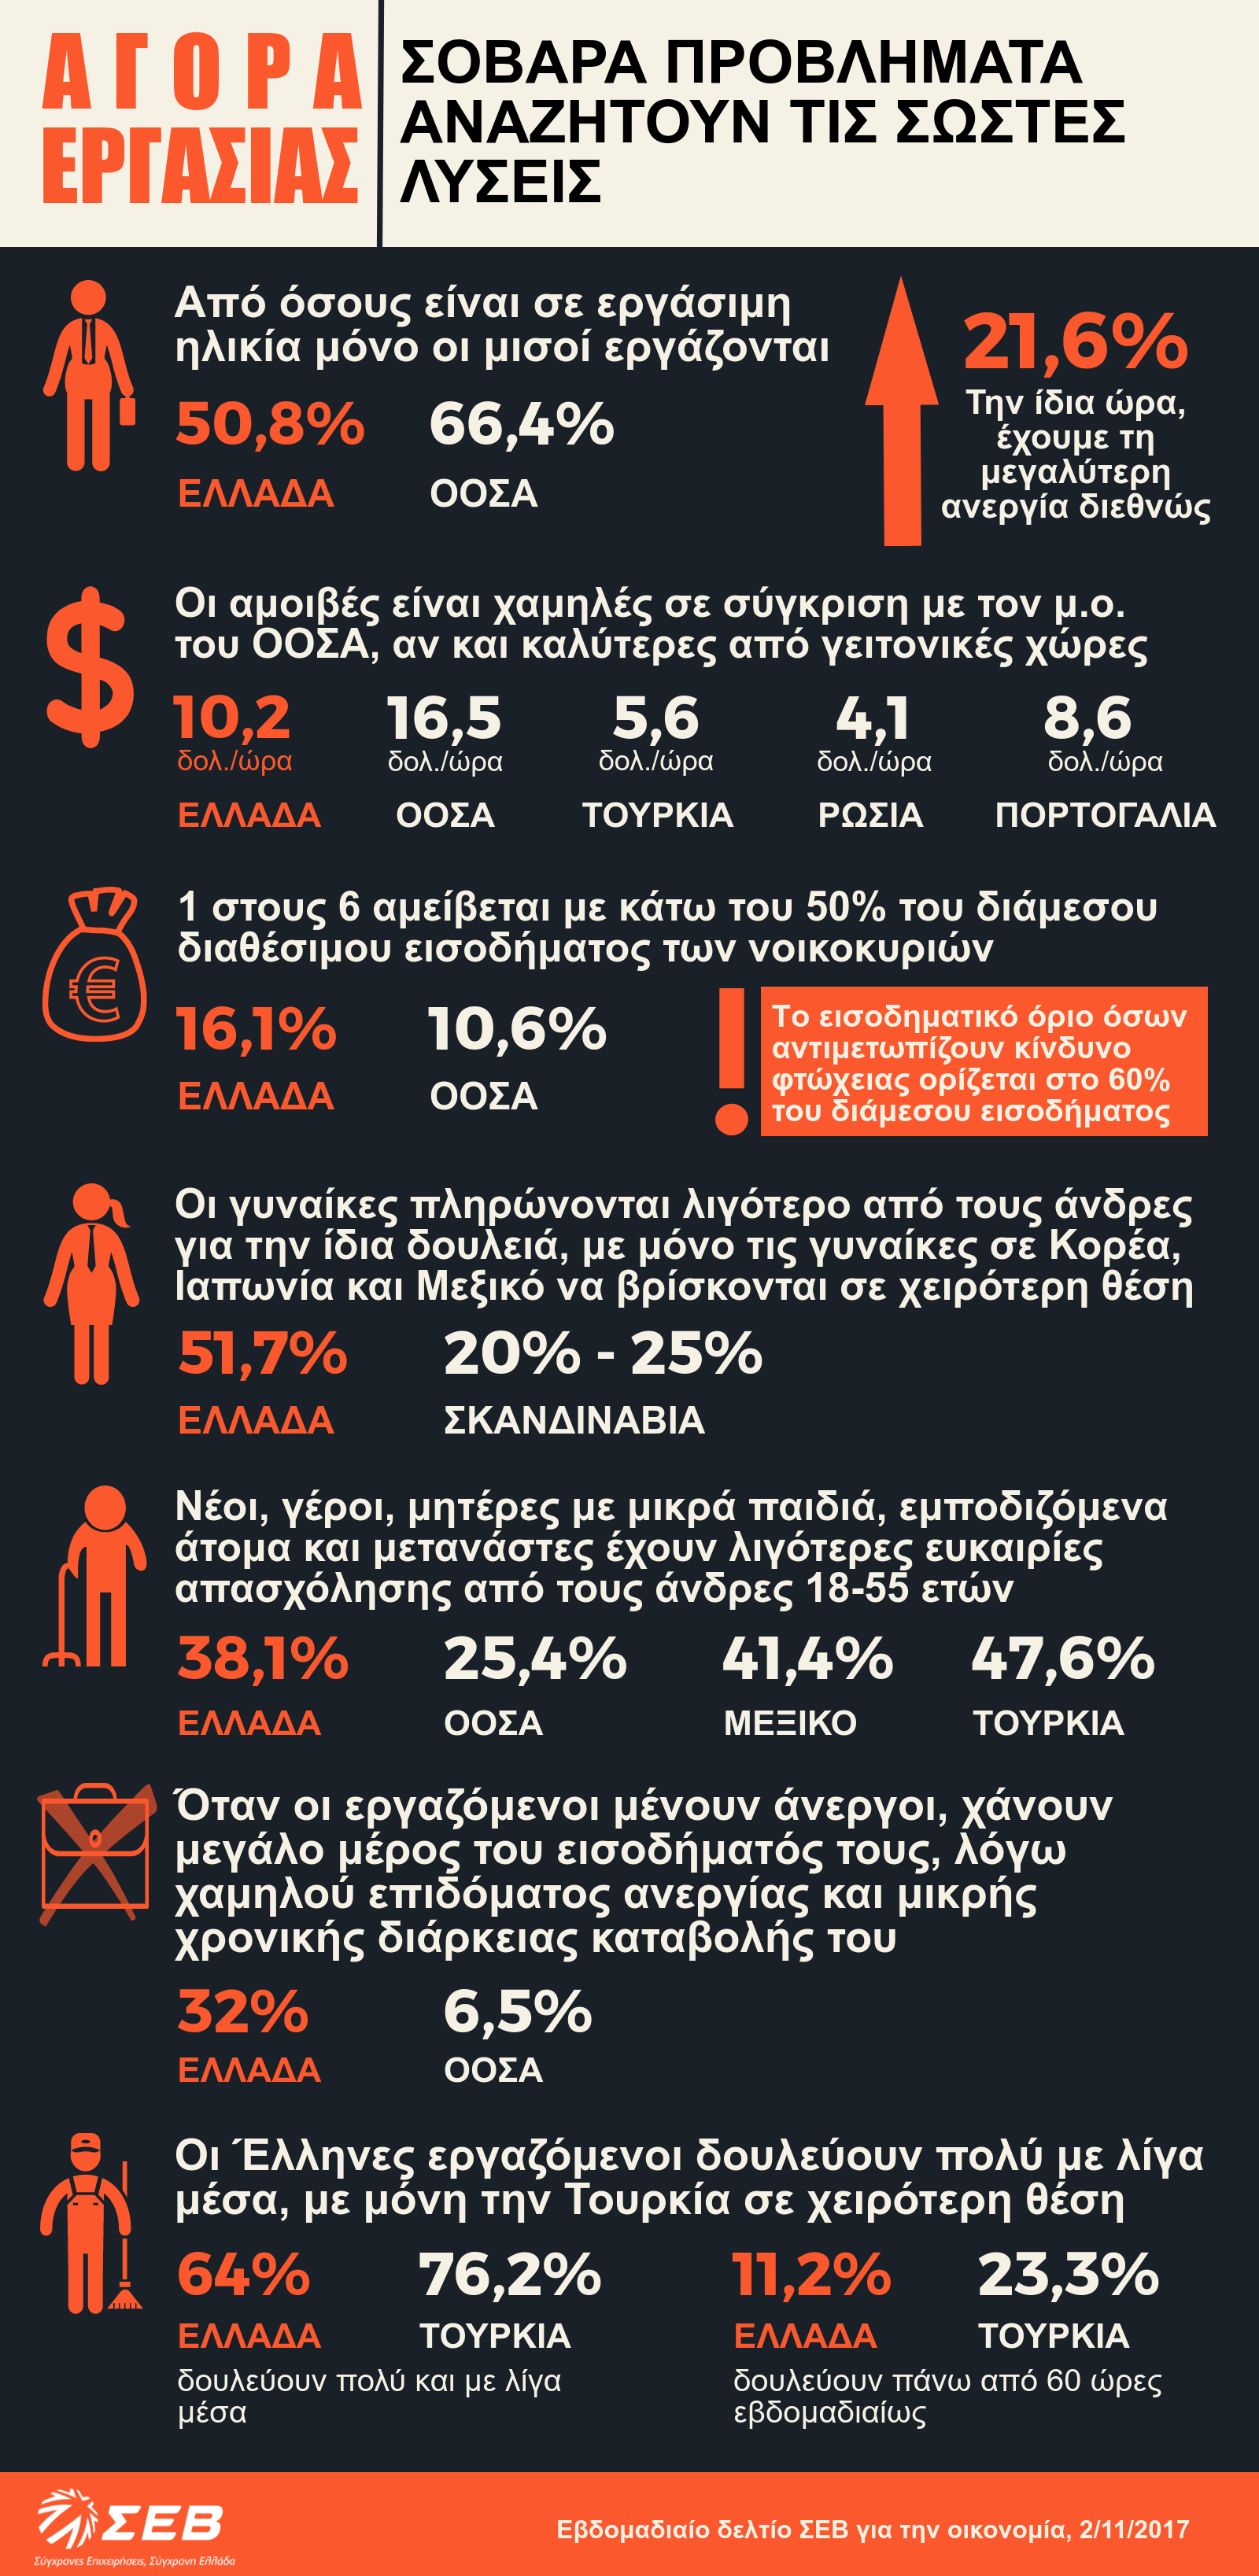 ΑΓΟΡΑ
ΕΡΓΑΣΙΑΣ
ΣΟΒΑΡΑ ΠΡΟΒΛΗΜΑΤΑ
ΑΝΑΖΗΤΟΥΝ ΤΙΣ ΣΩΣΤΕΣ
ΛΥΣΕΙΣ
Από όσους είναι σε εργάσιμη
ηλικία μόνο οι μισοί εργάζονται
50,8% 66,4%
ΕΛΛΑΔΑ ΟΟΣΑ
21,6%
Την ίδια ώρα,
έχουμε τη
μεγαλύτερη
ανεργία διεθνώς
Οι αμοιβές είναι χαμηλές σε σύγκριση με τον μ.ο.
του ΟΟΣΑ, αν και καλύτερες από γειτονικές χώρες
10,2 16,5 5,6 4,1 8,6
δολ./ώρα δολ./ώρα δολ./ώρα δολ./ώρα δολ./ώρα
ΕΛΛΑΔΑ ΟΟΣΑ ΤΟΥΡΚΙΑ ΡΩΣΙΑ ΠΟΡΤΟΓΑΛΙΑ
€
1 στους 6 αμείβεται με κάτω του 50% του διάμεσου
διαθέσιμου εισοδήματος των νοικοκυριών
16,1% 10,6%
ΕΛΛΑΔΑ ΟΟΣΑ
Το εισοδηματικό όριο όσων
αντιμετωπίζουν κίνδυνο
φτώχειας ορίζεται στο 60%
του διάμεσου εισοδήματος
Οι γυναίκες πληρώνονται λιγότερο από τους άνδρες
για την ίδια δουλειά, με μόνο τις γυναίκες σε Κορέα,
Ιαπωνία και Μεξικό να βρίσκονται σε χειρότερη θέση
51,7% 20% - 25%
ΕΛΛΑΔΑ ΣΚΑΝΔΙΝΑΒΙΑ
Νέοι, γέροι, μητέρες με μικρά παιδιά, εμποδιζόμενα
άτομα και μετανάστες έχουν λιγότερες ευκαιρίες
απασχόλησης από τους άνδρες 18-55 ετών
38,1% 25,4% 41,4% 47,6%
ΕΛΛΑΔΑ ΟΟΣΑ ΜΕΞΙΚΟ ΤΟΥΡΚΙΑ
Όταν οι εργαζόμενοι μένουν άνεργοι, χάνουν
μεγάλο μέρος του εισοδήματός τους, λόγω
χαμηλού επιδόματος ανεργίας και μικρής
χρονικής διάρκειας καταβολής του
32% 6,5%
ΕΛΛΑΔΑ ΟΟΣΑ
Οι Έλληνες εργαζόμενοι δουλεύουν πολύ με λίγα
μέσα, με μόνη την Τουρκία σε χειρότερη θέση
64% 76,2%
ΕΛΛΑΔΑ ΤΟΥΡΚΙΑ
δουλεύουν πολύ και με λίγα
μέσα
11,2% 23,3%
ΕΛΛΑΔΑ ΤΟΥΡΚΙΑ
δουλεύουν πάνω από 60 ώρες
εβδομαδιαίως
ΣΕΒ
Σύγχρονες Επιχειρήσεις, Σύγχρονη Ελλάδα
Εβδομαδιαίο δελτίο ΣΕΒ για την οικονομία, 2/11/2017